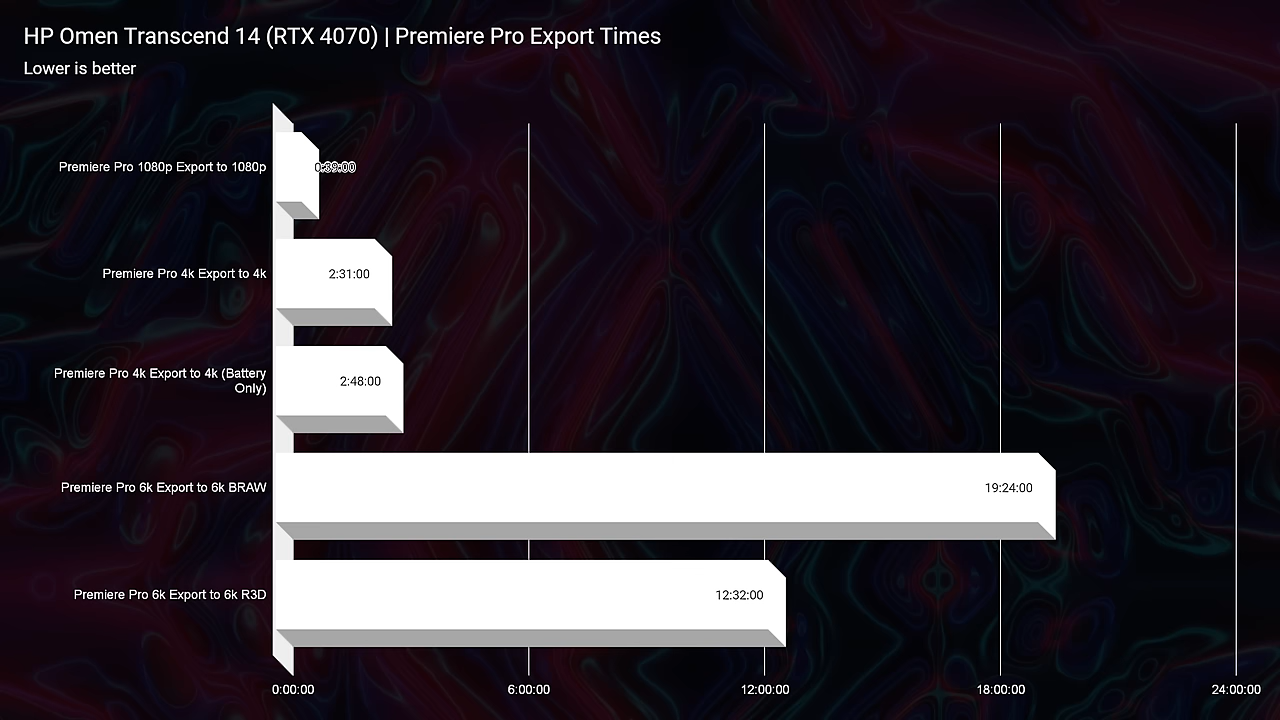 HP Omen Transcend 14 (RTX 4070) | Premiere Pro Export Times
Lower is better
Premiere Pro 1080p Export to 1080p
0:39:00
Premiere Pro 4k Export to 4k
2:31:00
Premiere Pro 4k Export to 4k (Battery
Only)
2:48:00
Premiere Pro 6k Export to 6k BRAW
19:24:00
Premiere Pro 6k Export to 6k R3D
12:32:00
0:00:00
6:00:00
12:00:00
18:00:00
24:00:00